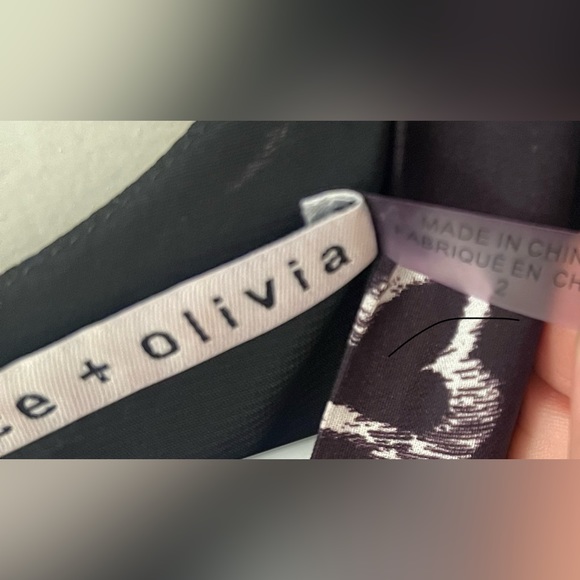 e + olivia
MADE IN CHIN
FABRIQUÉ EN CH
2